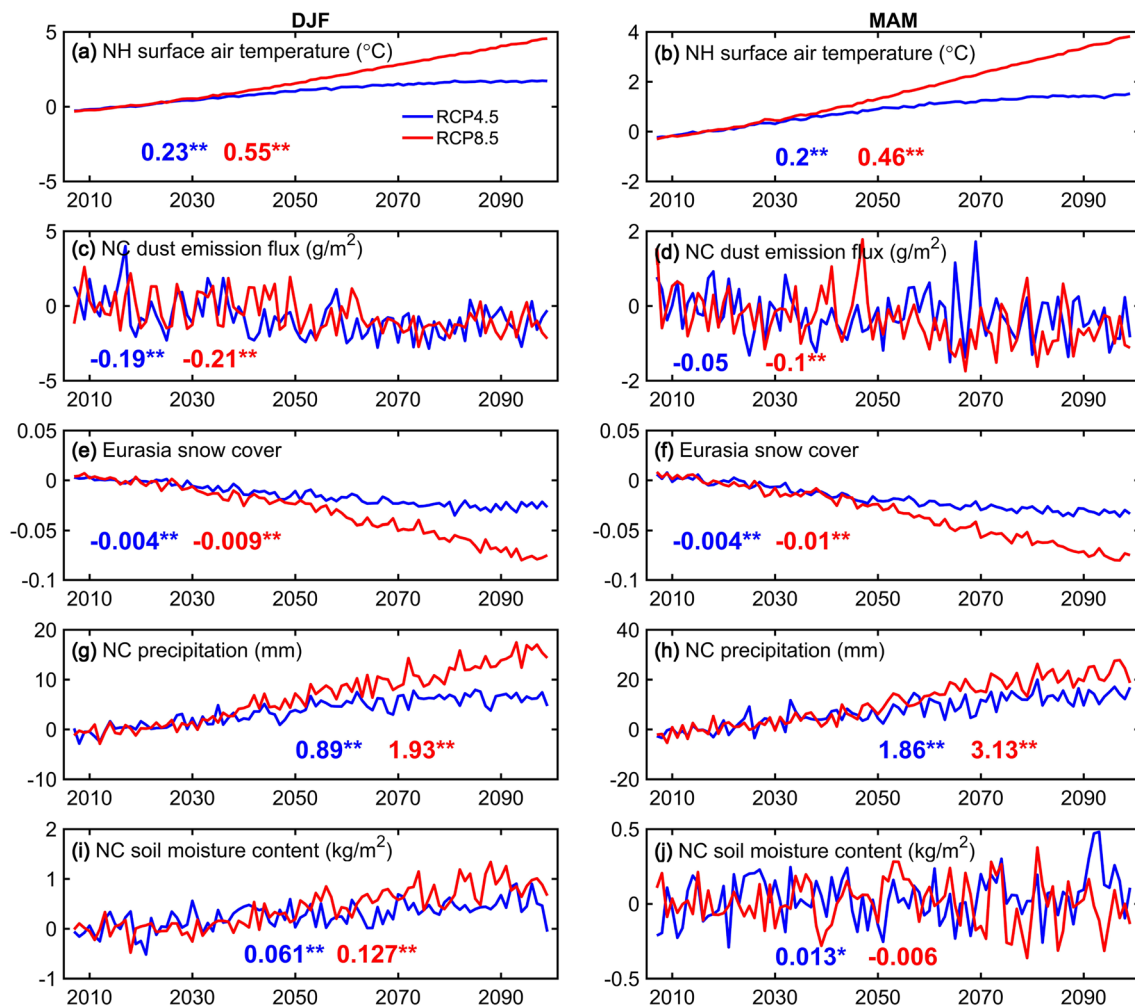 DJF
(a) NH surface air temperature (°C)
5
0
-5
RCP4.5
RCP8.5
0.23** 0.55**
2010 2030 2050 2070 2090
MAM
(b) NH surface air temperature (°C)
4
2
0
-2
0.2** 0.46**
2010 2030 2050 2070 2090
(c) NC dust emission flux (g/m²)
5
0
-5
-0.19** -0.21**
2010 2030 2050 2070 2090
(d) NC dust emission flux (g/m²)
2
0
-2
-0.05 -0.1**
2010 2030 2050 2070 2090
(e) Eurasia snow cover
0.05
0
-0.05
-0.1
-0.004** -0.009**
2010 2030 2050 2070 2090
(f) Eurasia snow cover
0.05
0
-0.05
-0.1
-0.004** -0.01**
2010 2030 2050 2070 2090
(g) NC precipitation (mm)
20
10
0
-10
0.89** 1.93**
2010 2030 2050 2070 2090
(h) NC precipitation (mm)
40
20
0
-20
1.86** 3.13**
2010 2030 2050 2070 2090
(i) NC soil moisture content (kg/m²)
2
1
0
-1
0.061** 0.127**
2010 2030 2050 2070 2090
(j) NC soil moisture content (kg/m²)
0.5
0
-0.5
0.013* -0.006
2010 2030 2050 2070 2090